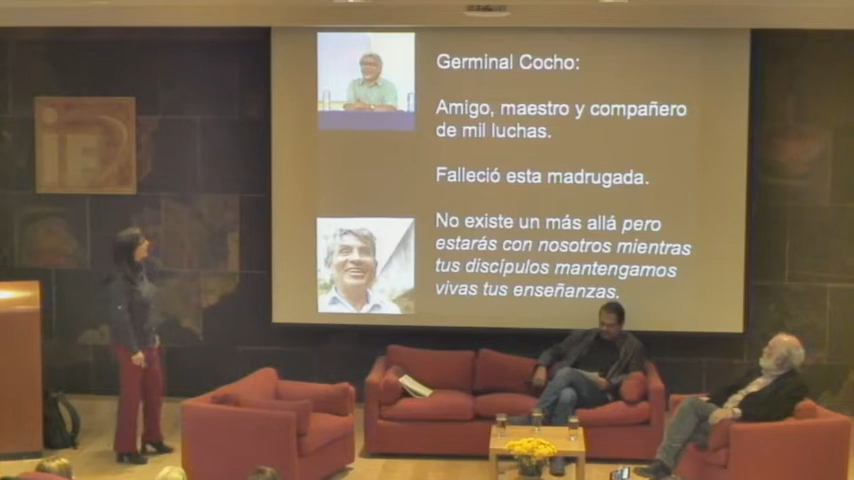 iE
Germinal Cocho:
Amigo, maestro y compañero
de mil luchas.
Falleció esta madrugada.
No existe un más allá pero
estarás con nosotros mientras
tus discípulos mantengamos
vivas tus enseñanzas.